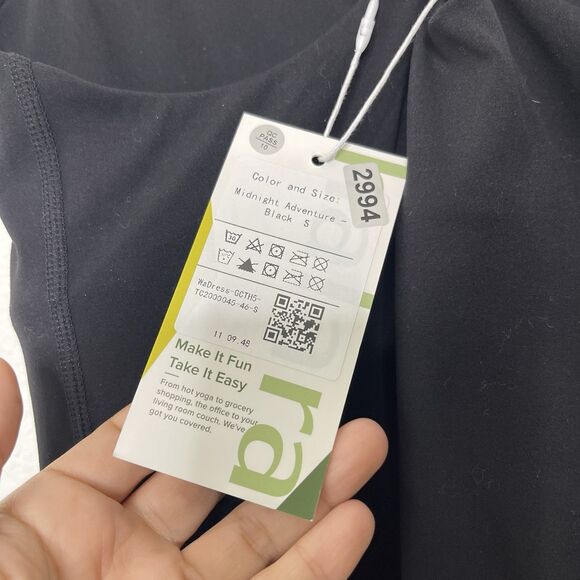 QC
PASS
10
2994
Color and Size:
Midnight Adventure -
Black S
30
WaDress-GCTH5-
TC2000045-46-S
11 09:48
Make It Fun
Take It Easy
From hot yoga to grocery
shopping, the office to your
living room couch. We've
got you covered.
ra